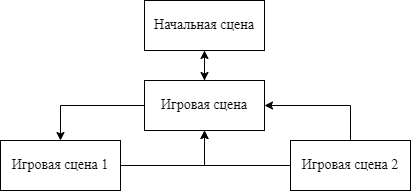 Начальная сцена
Игровая сцена
Игровая сцена 1
Игровая сцена 2